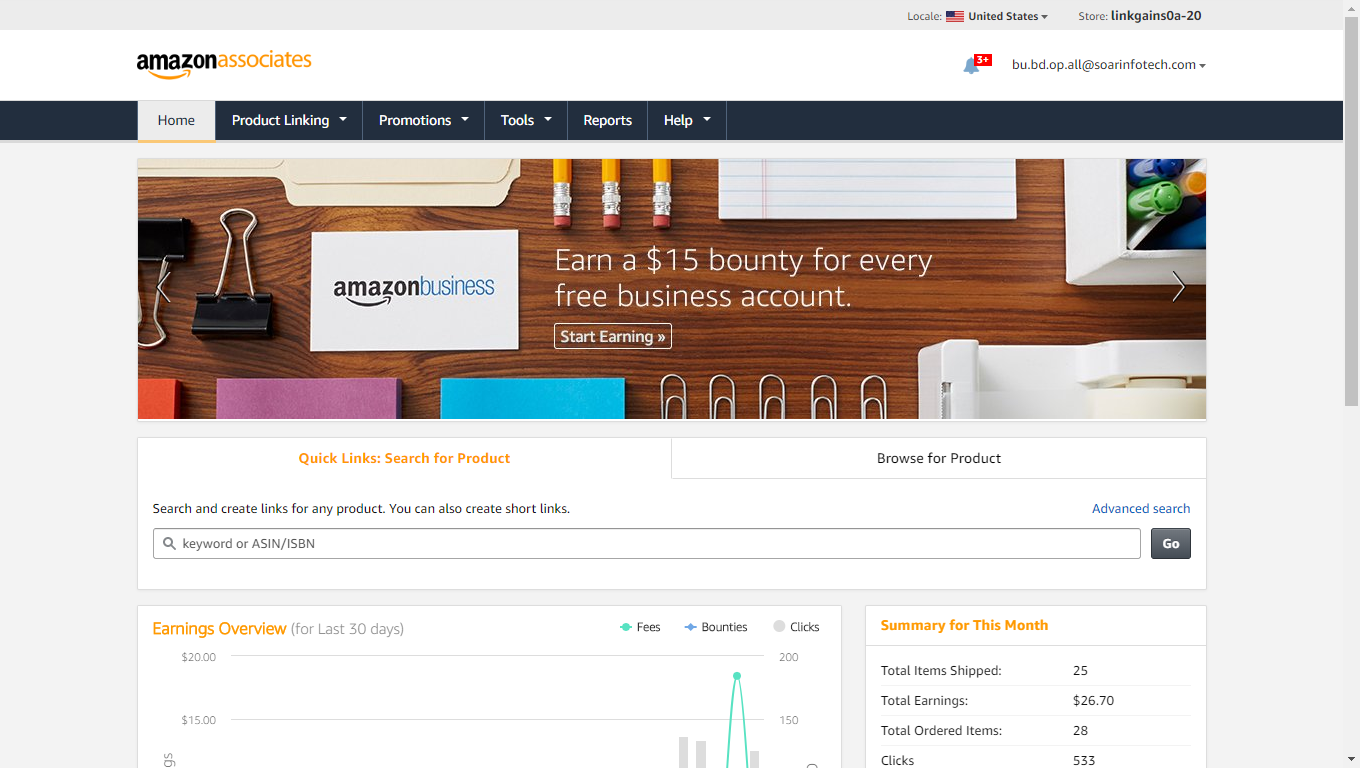 Locale: United States Store: linkgains0a-20
amazonassociates
3+ bu.bd.op.all@soarinfotech.com
Home Product Linking Promotions Tools Reports Help
amazonbusiness
Earn a $15 bounty for every
free business account.
Start Earning »
Quick Links: Search for Product Browse for Product
Search and create links for any product. You can also create short links. Advanced search
keyword or ASIN/ISBN Go
Earnings Overview (for Last 30 days) Fees Bounties Clicks
$20.00 200
$15.00 150
Summary for This Month
Total Items Shipped: 25
Total Earnings: $26.70
Total Ordered Items: 28
Clicks 533